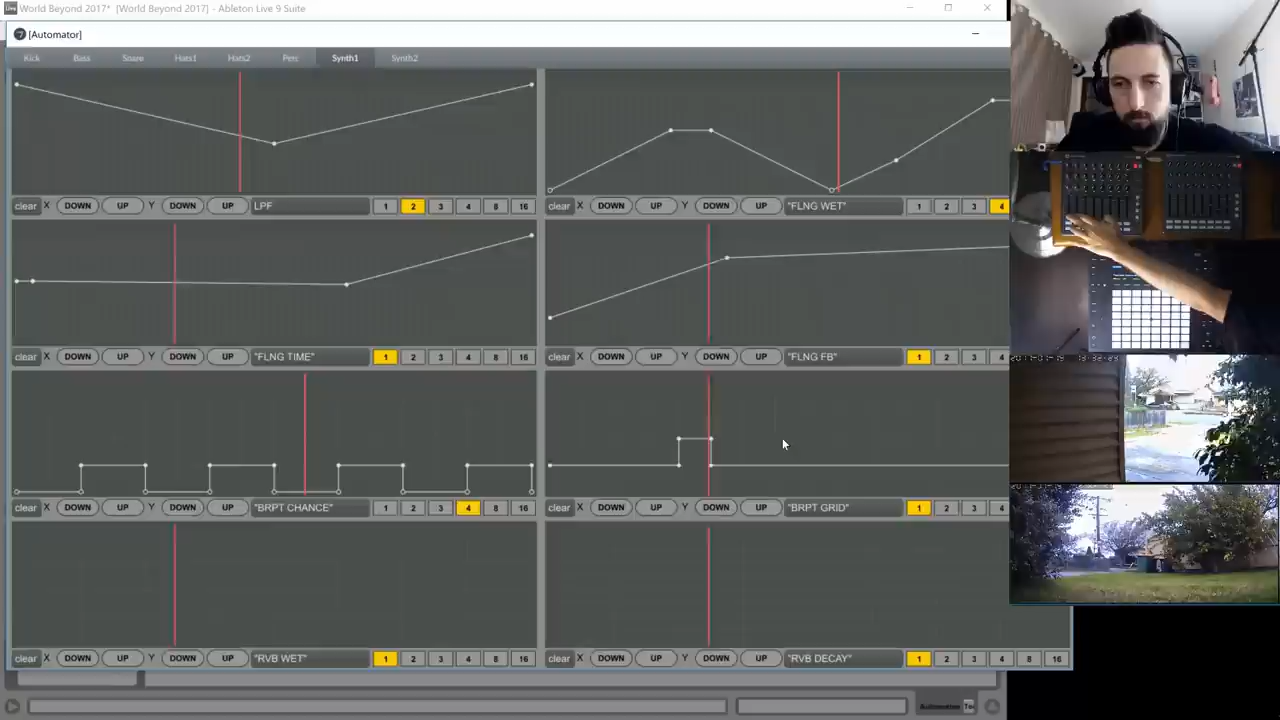 World Beyond 2017* [World Beyond 2017] - Ableton Live 9 Suite
[Automator]
Kick Bass Snare Hats1 Hats2 Perc Synth1 Synth2
clear X DOWN UP Y DOWN UP LPF 1 2 3 4 8 16 clear X DOWN UP Y DOWN UP "FLNG WET" 1 2 3 4
clear X DOWN UP Y DOWN UP "FLNG TIME" 1 2 3 4 8 16 clear X DOWN UP Y DOWN UP "FLNG FB" 1 2 3 4
clear X DOWN UP Y DOWN UP "BRPT CHANCE" 1 2 3 4 8 16 clear X DOWN UP Y DOWN UP "BRPT GRID" 1 2 3 4
clear X DOWN UP Y DOWN UP "RVB WET" 1 2 3 4 8 16 clear X DOWN UP Y DOWN UP "RVB DECAY" 1 2 3 4 8 16